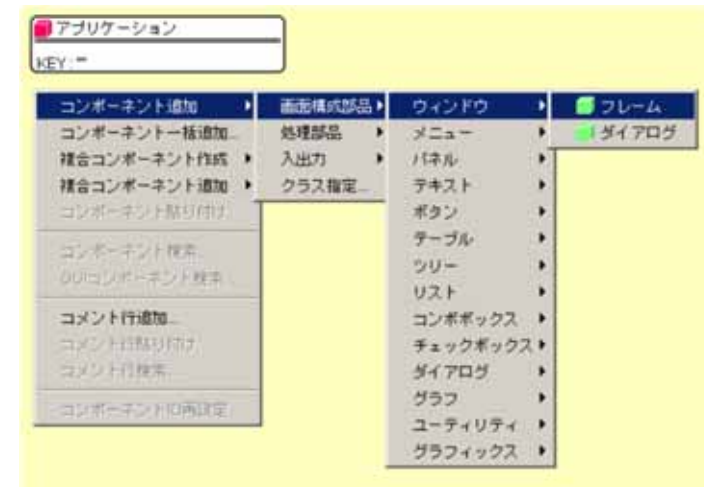 アプリケーション
KEY:""
コンポーネント追加
コンポーネント一括追加...
複合コンポーネント作成
複合コンポーネント追加
コンポーネント貼り付け
コンポーネント検索...
GUIコンポーネント検索...
コメント行追加...
コメント行貼り付け
コメント行検索...
コンポーネントID再設定
画面構成部品
処理部品
入出力
クラス指定...
ウィンドウ
メニュー
パネル
テキスト
ボタン
テーブル
ツリー
リスト
コンボボックス
チェックボックス
ダイアログ
グラフ
ユーティリティ
グラフィックス
フレーム
ダイアログ